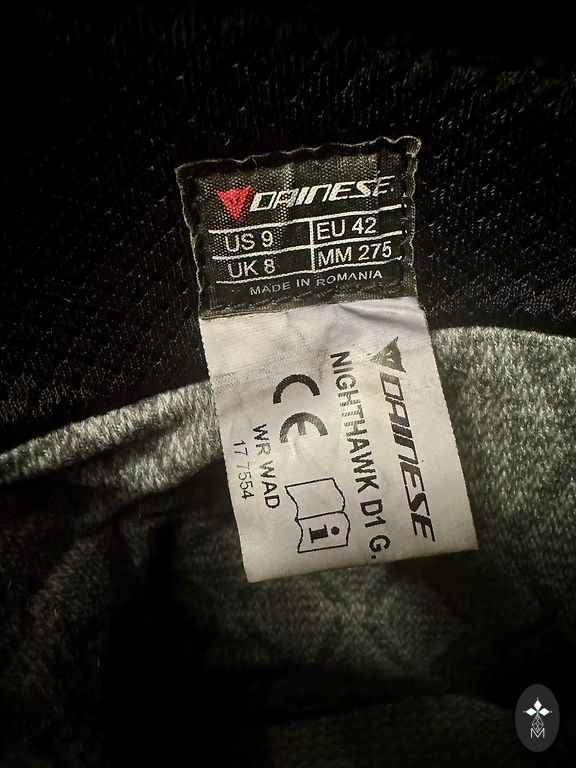 DAINESE
US 9
EU 42
UK 8
MM 275
MADE IN ROMANIA
DAINESE
NIGHTHAWK D1 G.
CE
WR WAD
17 7554
i
M